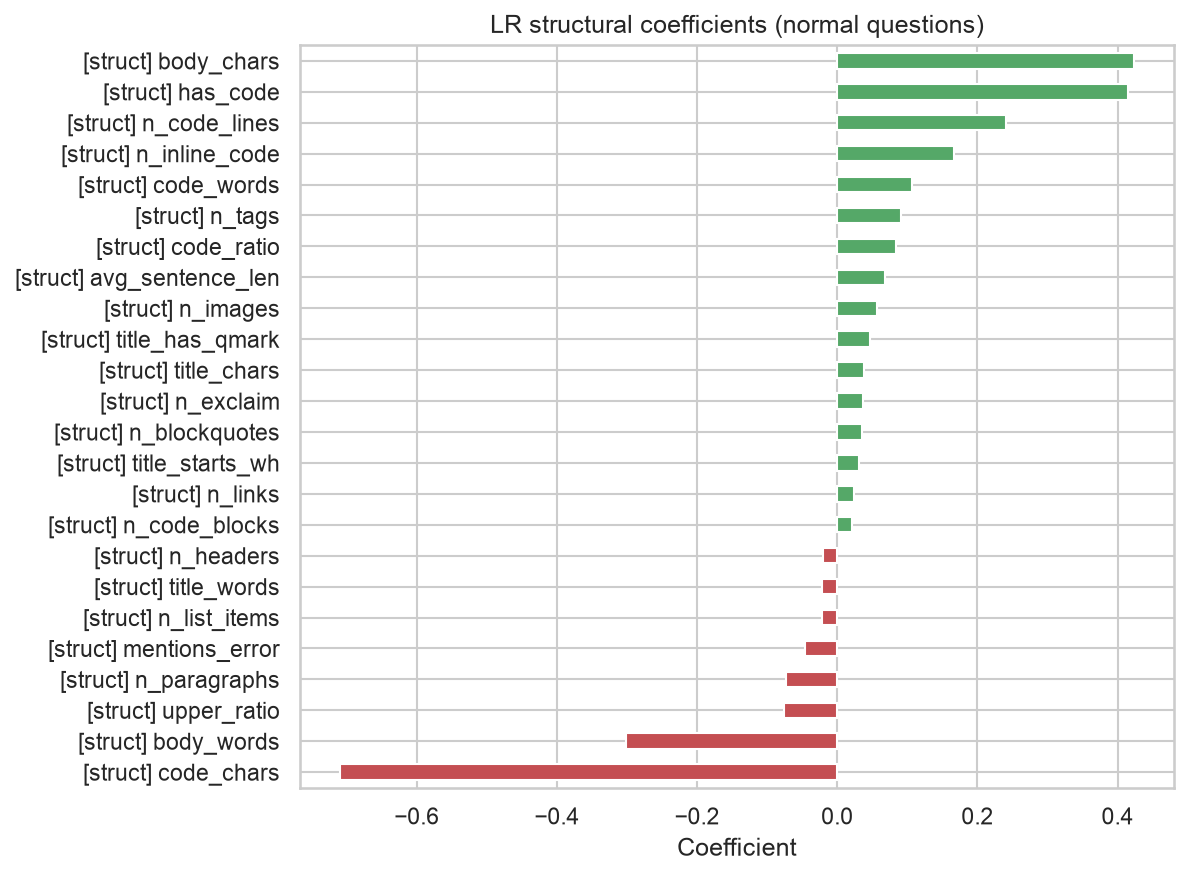 LR structural coefficients (normal questions)
[struct] body_chars
[struct] has_code
[struct] n_code_lines
[struct] n_inline_code
[struct] code_words
[struct] n_tags
[struct] code_ratio
[struct] avg_sentence_len
[struct] n_images
[struct] title_has_qmark
[struct] title_chars
[struct] n_exclaim
[struct] n_blockquotes
[struct] title_starts_wh
[struct] n_links
[struct] n_code_blocks
[struct] n_headers
[struct] title_words
[struct] n_list_items
[struct] mentions_error
[struct] n_paragraphs
[struct] upper_ratio
[struct] body_words
[struct] code_chars
−0.6 −0.4 −0.2 0.0 0.2 0.4
Coefficient